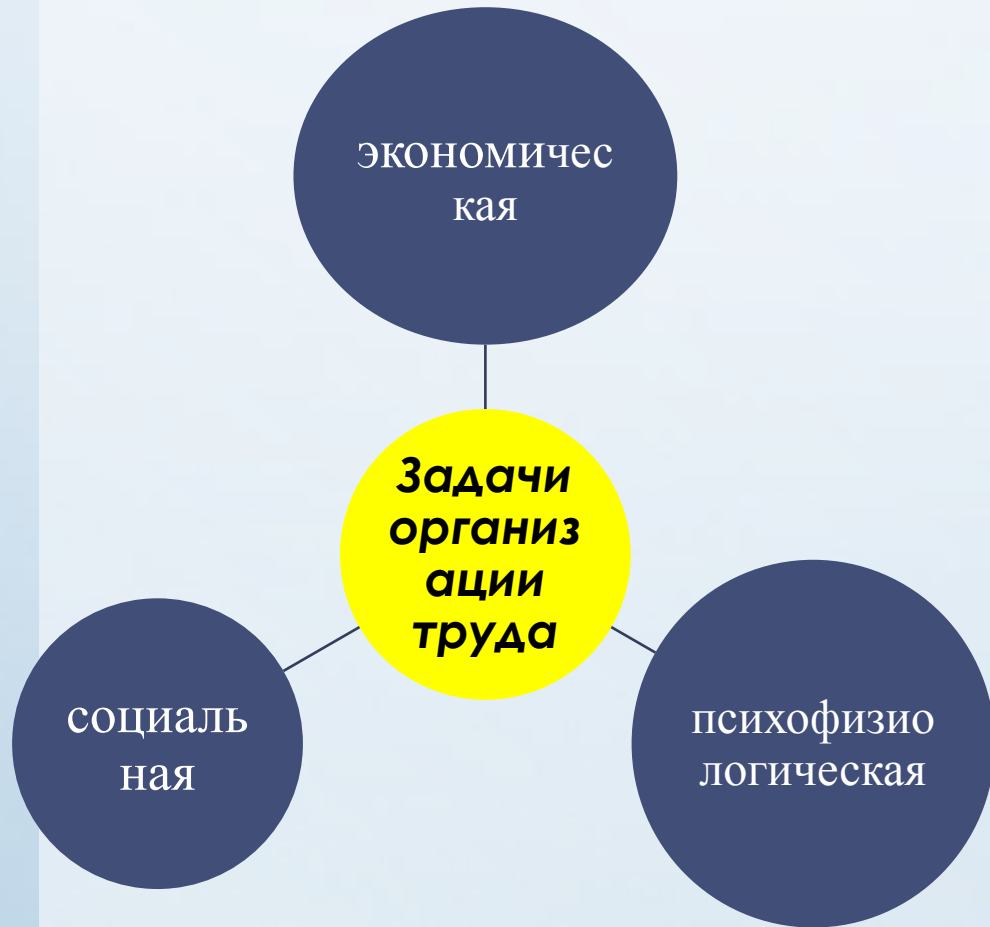 экономичес
кая
Задачи
организ
ации
труда
социаль
ная
психофизио
логическая